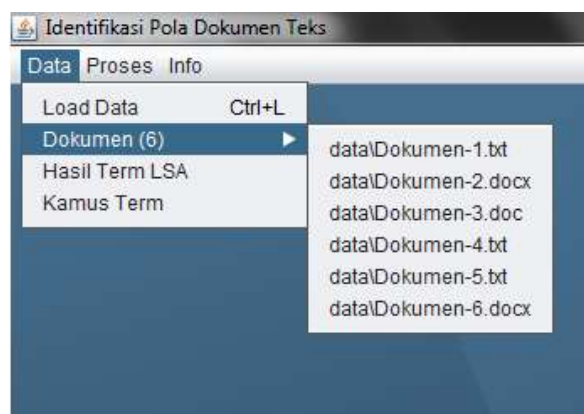 Identifikasi Pola Dokumen Teks
Data Proses Info
Load Data Ctrl+L
Dokumen (6)
Hasil Term LSA
Kamus Term
data\Dokumen-1.txt
data\Dokumen-2.docx
data\Dokumen-3.doc
data\Dokumen-4.txt
data\Dokumen-5.txt
data\Dokumen-6.docx